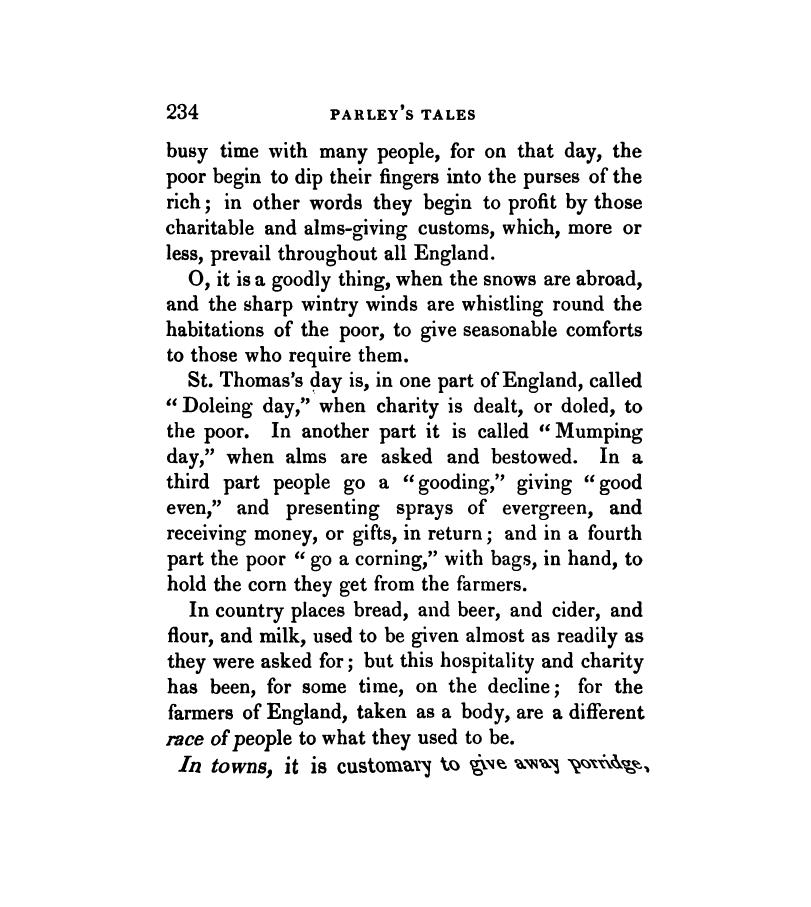 234 PARLEY'S TALES
busy time with many people, for on that day, the
poor begin to dip their fingers into the purses of the
rich; in other words they begin to profit by those
charitable and alms-giving customs, which, more or
less, prevail throughout all England.
O, it is a goodly thing, when the snows are abroad,
and the sharp wintry winds are whistling round the
habitations of the poor, to give seasonable comforts
to those who require them.
St. Thomas's day is, in one part of England, called
“ Doleing day,” when charity is dealt, or doled, to
the poor. In another part it is called “ Mumping
day,” when alms are asked and bestowed. In a
third part people go a “gooding,” giving “good
even,” and presenting sprays of evergreen, and
receiving money, or gifts, in return; and in a fourth
part the poor “ go a corning,” with bags, in hand, to
hold the corn they get from the farmers.
In country places bread, and beer, and cider, and
flour, and milk, used to be given almost as readily as
they were asked for; but this hospitality and charity
has been, for some time, on the decline; for the
farmers of England, taken as a body, are a different
race of people to what they used to be.
In towns, it is customary to give away porridge,